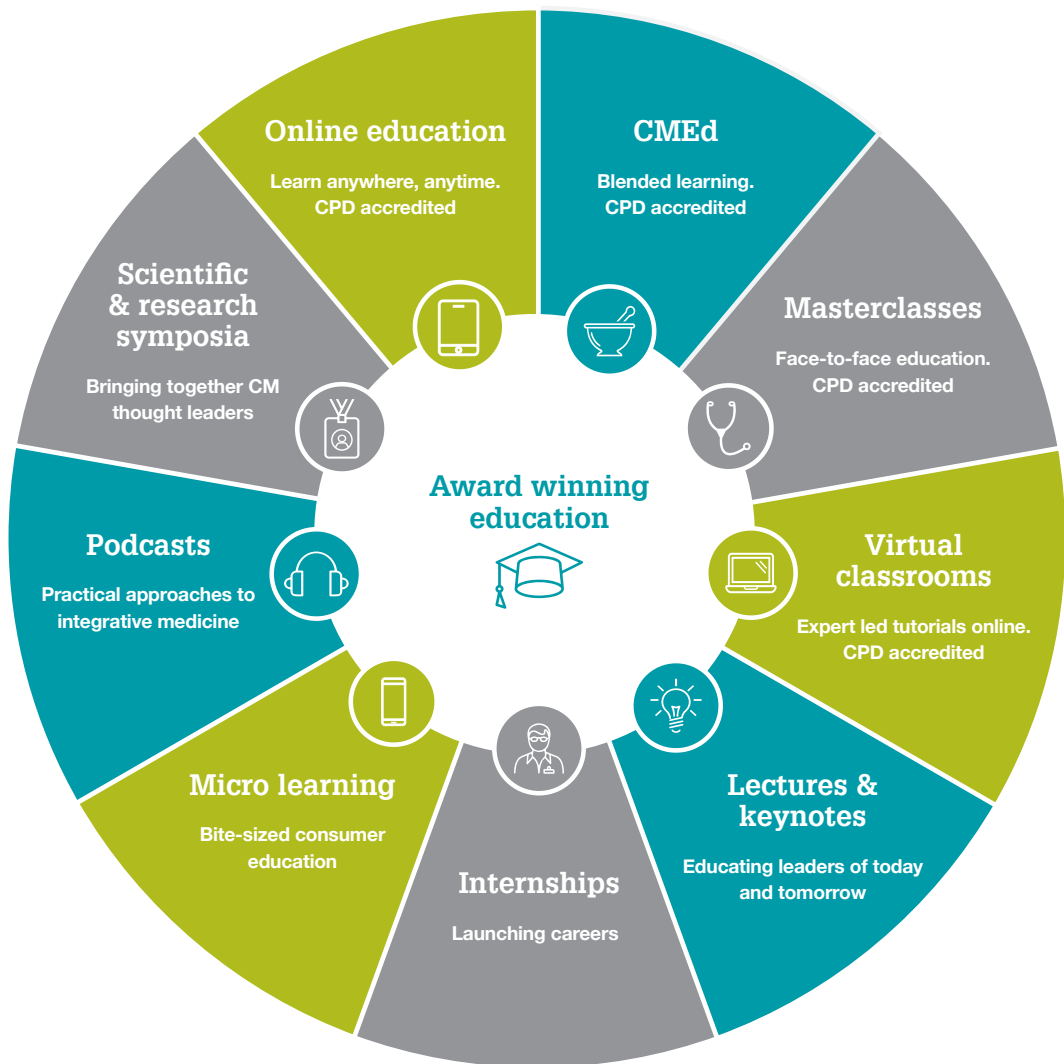 Online education
Learn anywhere, anytime.
CPD accredited
CMEd
Blended learning.
CPD accredited
Masterclasses
Face-to-face education.
CPD accredited
Virtual
classrooms
Expert led tutorials online.
CPD accredited
Lectures &
keynotes
Educating leaders of today
and tomorrow
Internships
Launching careers
Micro learning
Bite-sized consumer
education
Podcasts
Practical approaches to
integrative medicine
Scientific
& research
symposia
Bringing together CM
thought leaders
Award winning
education